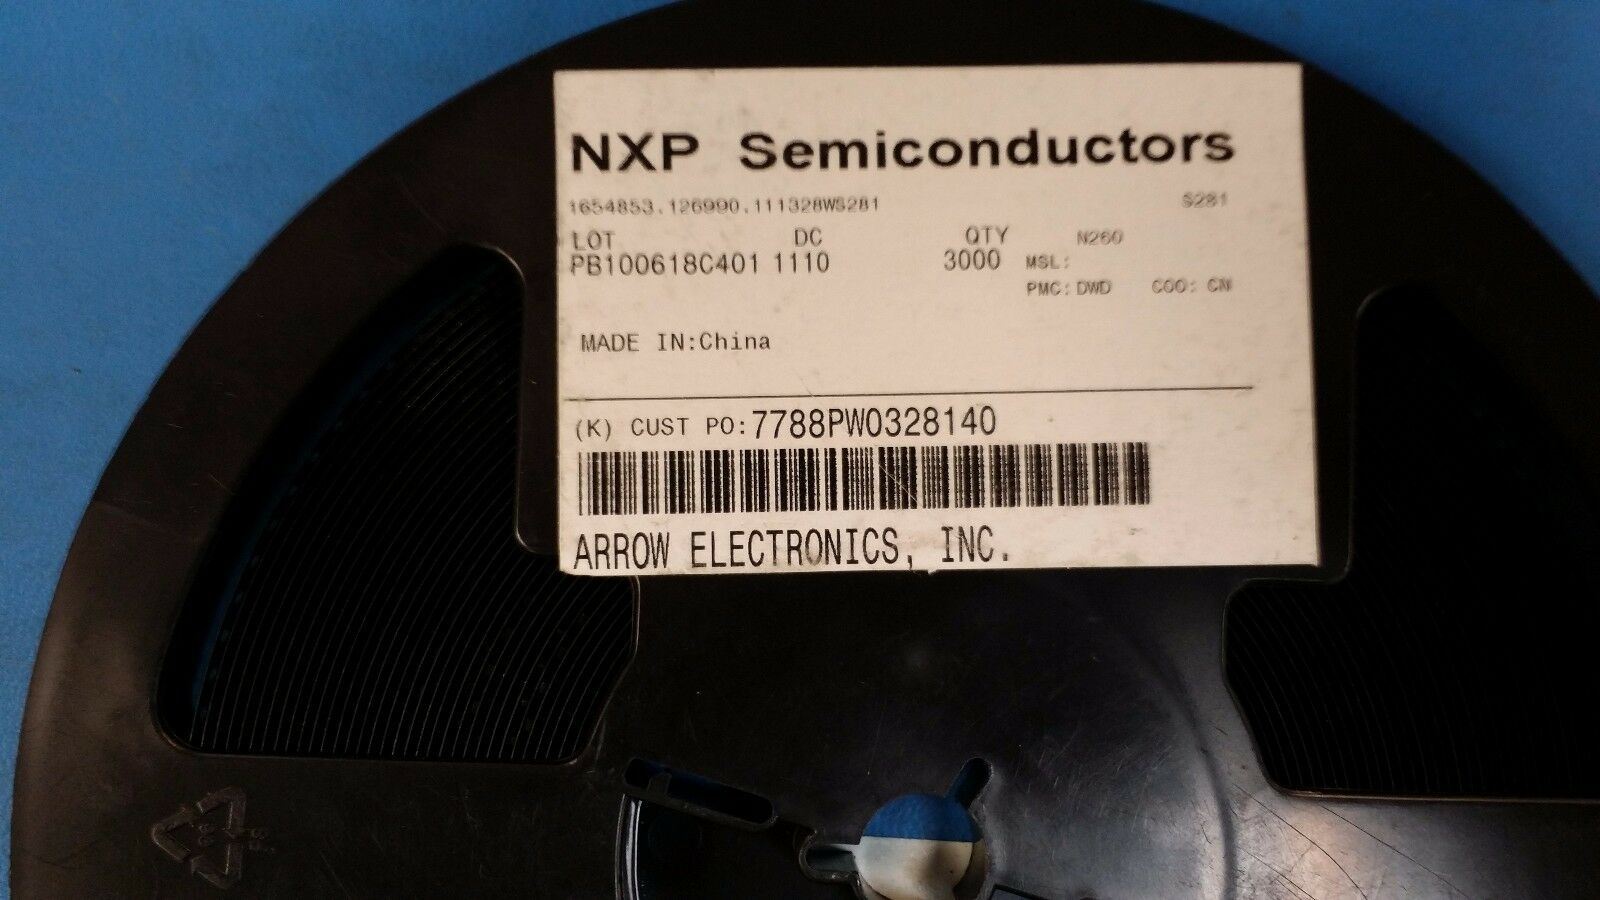 NXP Semiconductors
1654853.126990.111328WS281 S281
LOT DC QTY N260
PB100618C401 1110 3000 MSL:
PMC: DWD COO: CN
MADE IN:China
(K) CUST PO:7788PW0328140
ARROW ELECTRONICS, INC.